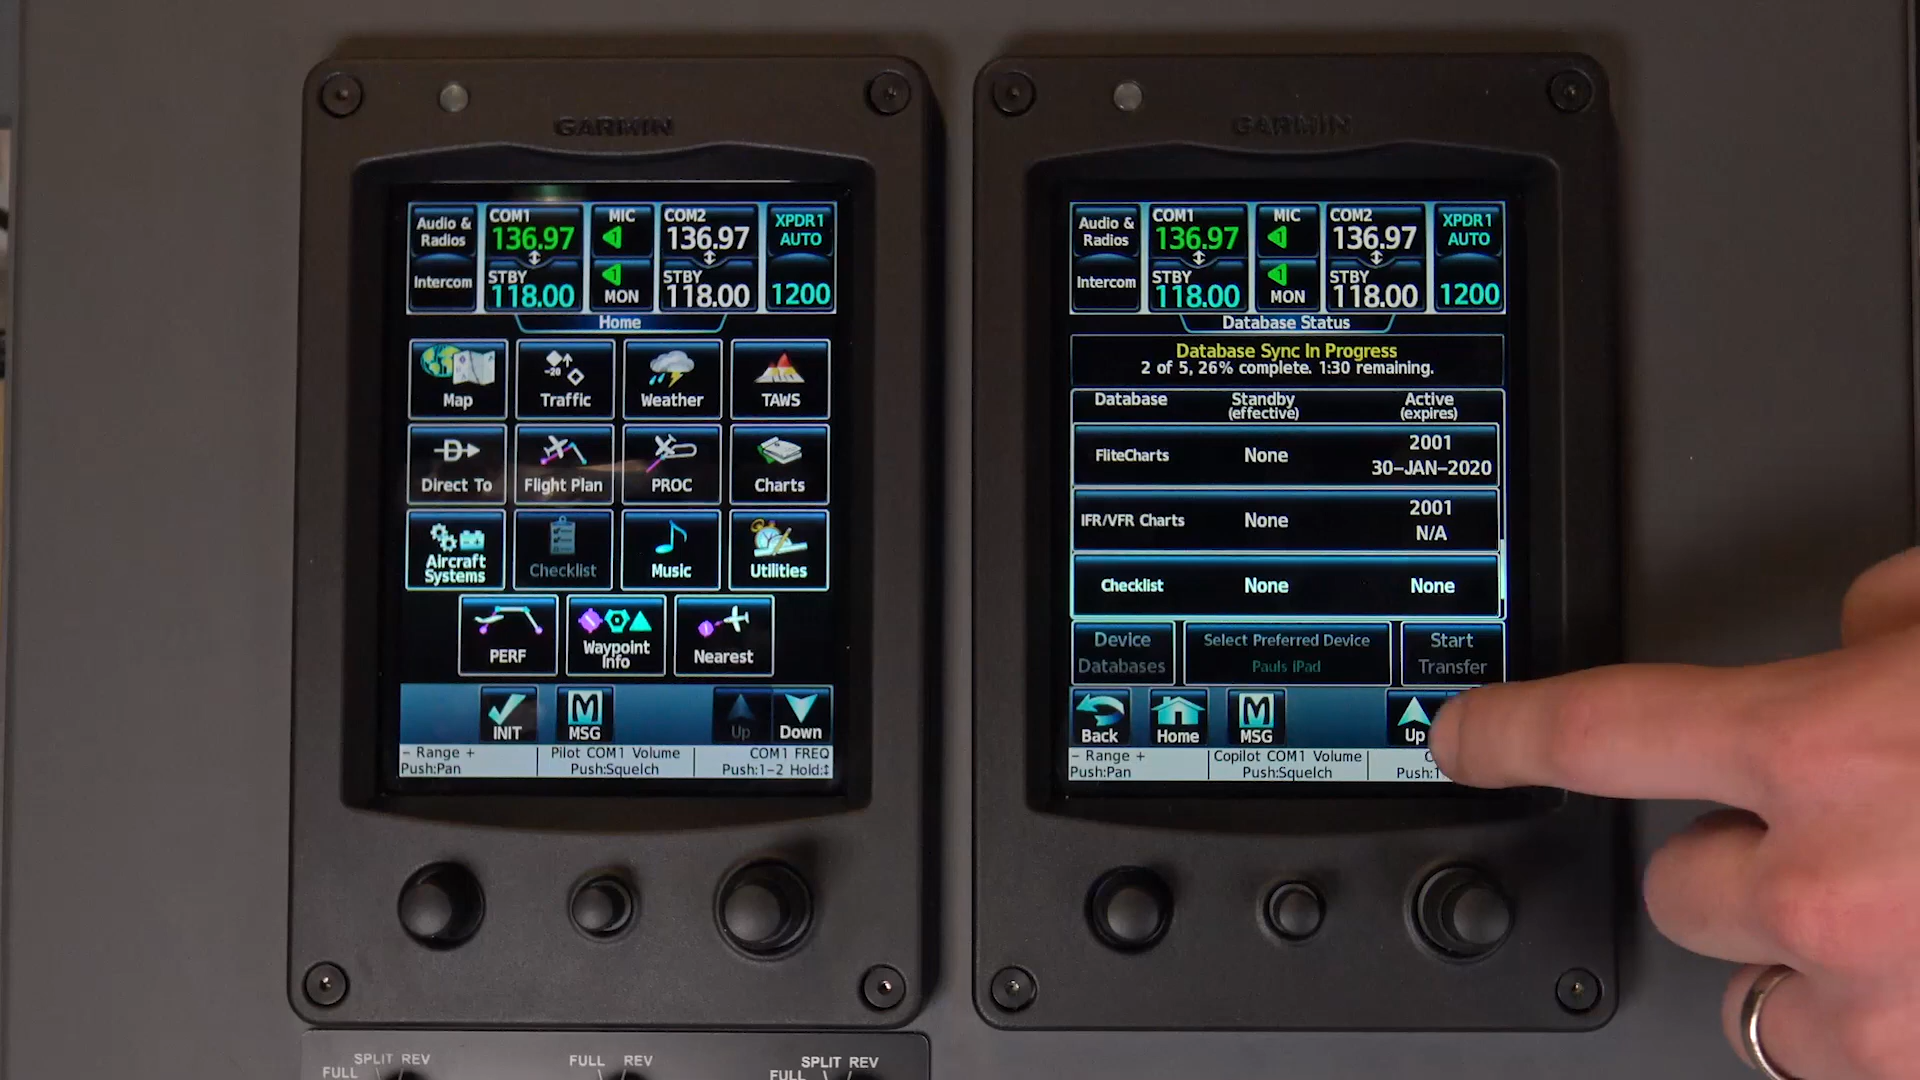 GARMIN
Audio & Radios
COM1
136.97
MIC
COM2
136.97
XPDR1
AUTO
Intercom
STBY
118.00
1
MON
STBY
118.00
1200
Home
Map
Traffic
Weather
TAWS
Direct To
Flight Plan
PROC
Charts
Aircraft Systems
Checklist
Music
Utilities
PERF
Waypoint Info
Nearest
INIT
MSG
Up
Down
- Range +
Push:Pan
Pilot COM1 Volume
Push:Squelch
COM1 FREQ
Push:1-2 Hold:↕
SPLIT REV
FULL
FULL REV
SPLIT REV
FULL
GARMIN
Audio & Radios
COM1
136.97
MIC
COM2
136.97
XPDR1
AUTO
Intercom
STBY
118.00
1
MON
STBY
118.00
1200
Database Status
Database Sync In Progress
2 of 5, 26% complete. 1:30 remaining.
Database
Standby
(effective)
Active
(expires)
FliteCharts
None
2001
30-JAN-2020
IFR/VFR Charts
None
2001
N/A
Checklist
None
None
Device Databases
Select Preferred Device
Pauls iPad
Start Transfer
Back
Home
MSG
Up
- Range +
Push:Pan
Copilot COM1 Volume
Push:Squelch